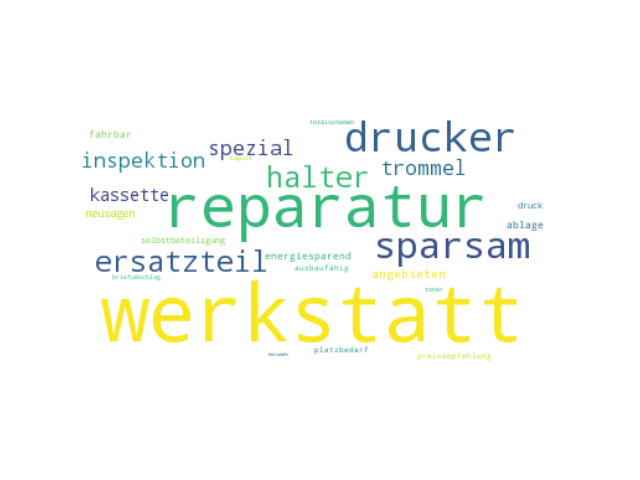 totalschaden
drucker
fahrbar
spezial
inspektion
kaputt
trommel
halter
kassette
reparatur
neuwagen
druck
ablage
selbstbeteiligung
sparsam
ersatzteil
energiesparend
ausbaufähig
angebieten
briefumschlag
toner
werkstatt
platzbedarf
preisempfehlung